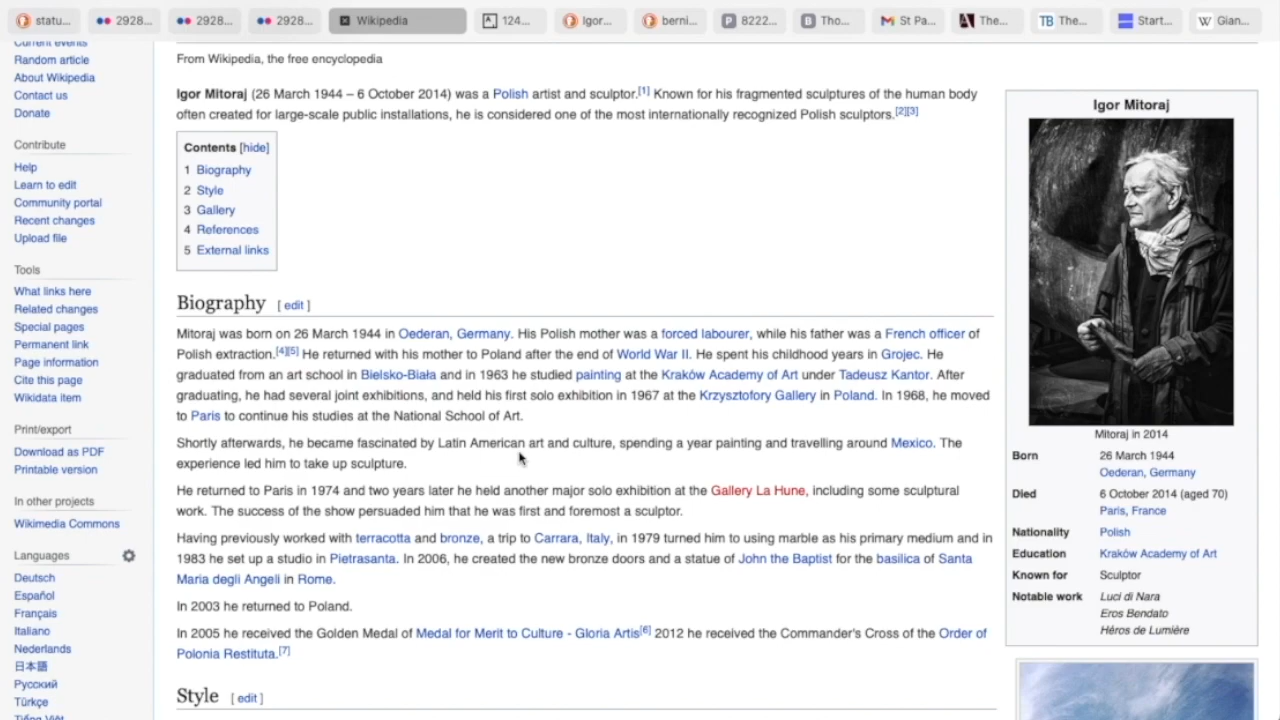 statu...
2928...
2928...
2928...
Wikipedia
124...
Igor...
berni...
8222...
Tho...
St Pa...
The...
The...
Start...
Gian...
Current events
Random article
About Wikipedia
Contact us
Donate
Contribute
Help
Learn to edit
Community portal
Recent changes
Upload file
Tools
What links here
Related changes
Special pages
Permanent link
Page information
Cite this page
Wikidata item
Print/export
Download as PDF
Printable version
In other projects
Wikimedia Commons
Languages
Deutsch
Español
Français
Italiano
Nederlands
日本語
Русский
Türkçe
Tiếng Việt
From Wikipedia, the free encyclopedia
Igor Mitoraj (26 March 1944 – 6 October 2014) was a Polish artist and sculptor.[1] Known for his fragmented sculptures of the human body
often created for large-scale public installations, he is considered one of the most internationally recognized Polish sculptors.[2][3]
Contents [hide]
1 Biography
2 Style
3 Gallery
4 References
5 External links
Biography [ edit ]
Mitoraj was born on 26 March 1944 in Oederan, Germany. His Polish mother was a forced labourer, while his father was a French officer of
Polish extraction.[4][5] He returned with his mother to Poland after the end of World War II. He spent his childhood years in Grojec. He
graduated from an art school in Bielsko-Biała and in 1963 he studied painting at the Kraków Academy of Art under Tadeusz Kantor. After
graduating, he had several joint exhibitions, and held his first solo exhibition in 1967 at the Krzysztofory Gallery in Poland. In 1968, he moved
to Paris to continue his studies at the National School of Art.
Shortly afterwards, he became fascinated by Latin American art and culture, spending a year painting and travelling around Mexico. The
experience led him to take up sculpture.
He returned to Paris in 1974 and two years later he held another major solo exhibition at the Gallery La Hune, including some sculptural
work. The success of the show persuaded him that he was first and foremost a sculptor.
Having previously worked with terracotta and bronze, a trip to Carrara, Italy, in 1979 turned him to using marble as his primary medium and in
1983 he set up a studio in Pietrasanta. In 2006, he created the new bronze doors and a statue of John the Baptist for the basilica of Santa
Maria degli Angeli in Rome.
In 2003 he returned to Poland.
In 2005 he received the Golden Medal of Medal for Merit to Culture - Gloria Artis[6] 2012 he received the Commander's Cross of the Order of
Polonia Restituta.[7]
Style [ edit ]
Igor Mitoraj
Mitoraj in 2014
Born 26 March 1944
Oederan, Germany
Died 6 October 2014 (aged 70)
Paris, France
Nationality Polish
Education Kraków Academy of Art
Known for Sculptor
Notable work Luci di Nara
Eros Bendato
Héros de Lumière